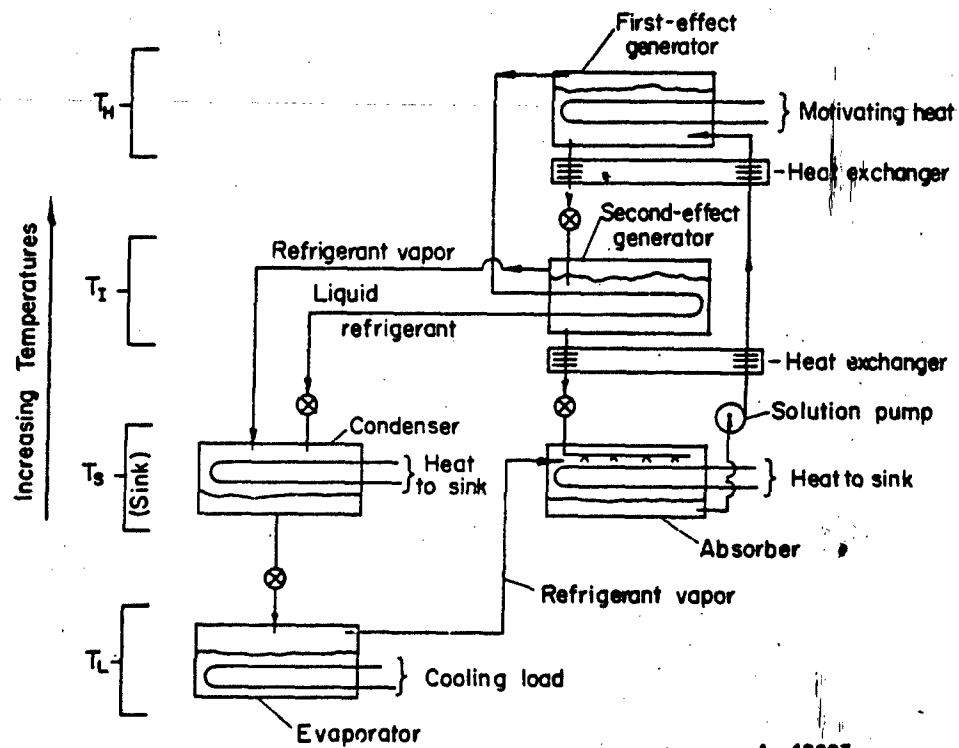 First-effect
generator
T_H
Motivating heat
Heat exchanger
Second-effect
generator
Refrigerant vapor
T_I
Liquid
refrigerant
Increasing Temperatures
Heat exchanger
Solution pump
Condenser
T_S
(Sink)
Heat
to sink
Heat to sink
Absorber
Refrigerant vapor
T_L
Cooling load
Evaporator